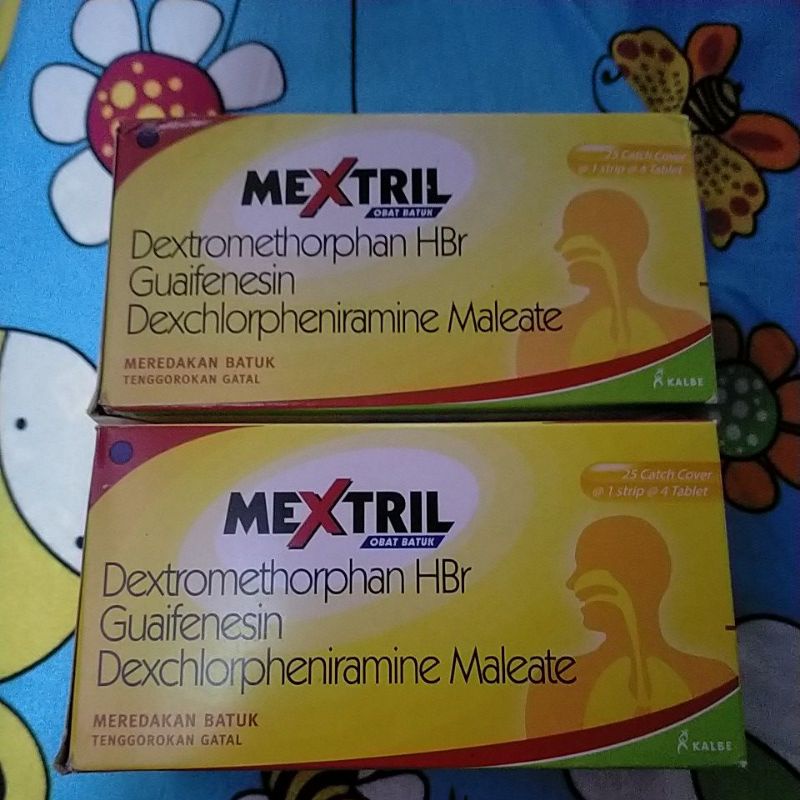 MEXTRIL
OBAT BATUK
25 Catch Cover
@ 1 strip @ 4 Tablet
Dextromethorphan HBr
Guaifenesin
Dexchlorpheniramine Maleate
MEREDAKAN BATUK
TENGGOROKAN GATAL
KALBE
MEXTRIL
OBAT BATUK
25 Catch Cover
@ 1 strip @ 4 Tablet
Dextromethorphan HBr
Guaifenesin
Dexchlorpheniramine Maleate
MEREDAKAN BATUK
TENGGOROKAN GATAL
KALBE